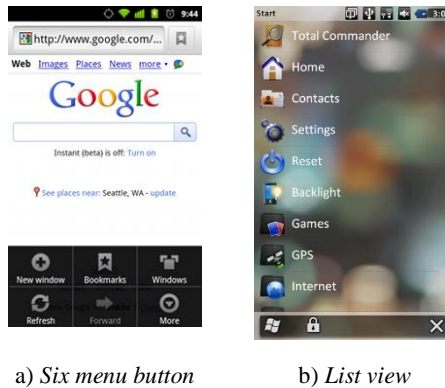 9:44
http://www.google.com/...
Web Images Places News more
Google
Instant (beta) is off: Turn on
See places near: Seattle, WA - update
New window Bookmarks Windows
Refresh Forward More
a) Six menu button
Start 3:0
Total Commander
Home
Contacts
Settings
Reset
Backlight
Games
GPS
Internet
b) List view